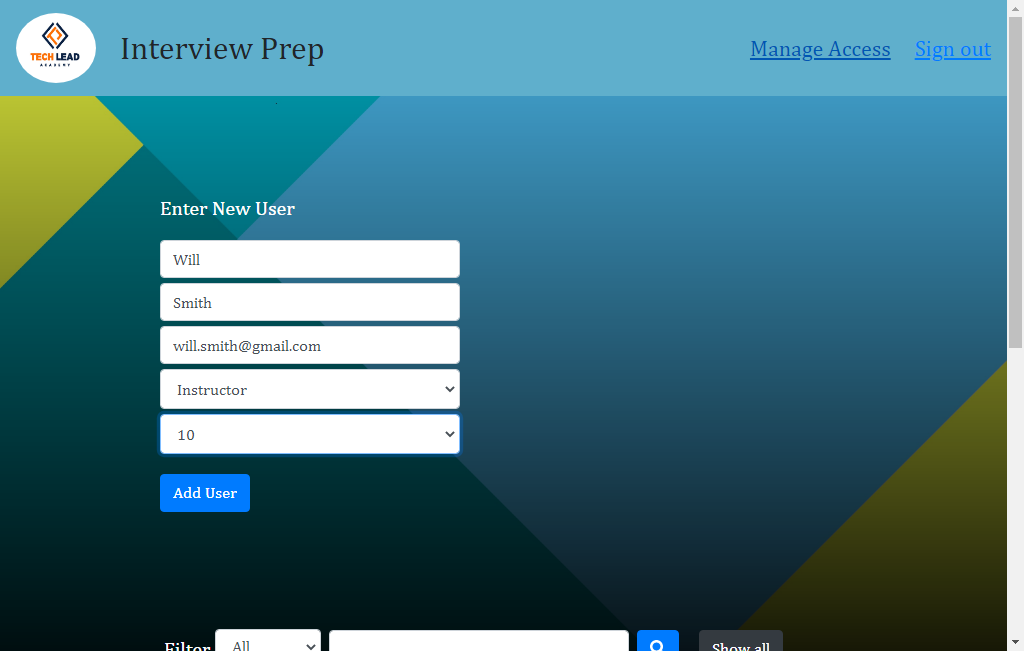 TECH LEAD
ACADEMY
Interview Prep
Manage Access
Sign out
Enter New User
Will
Smith
will.smith@gmail.com
Instructor
10
Add User
Filter
All
Show all